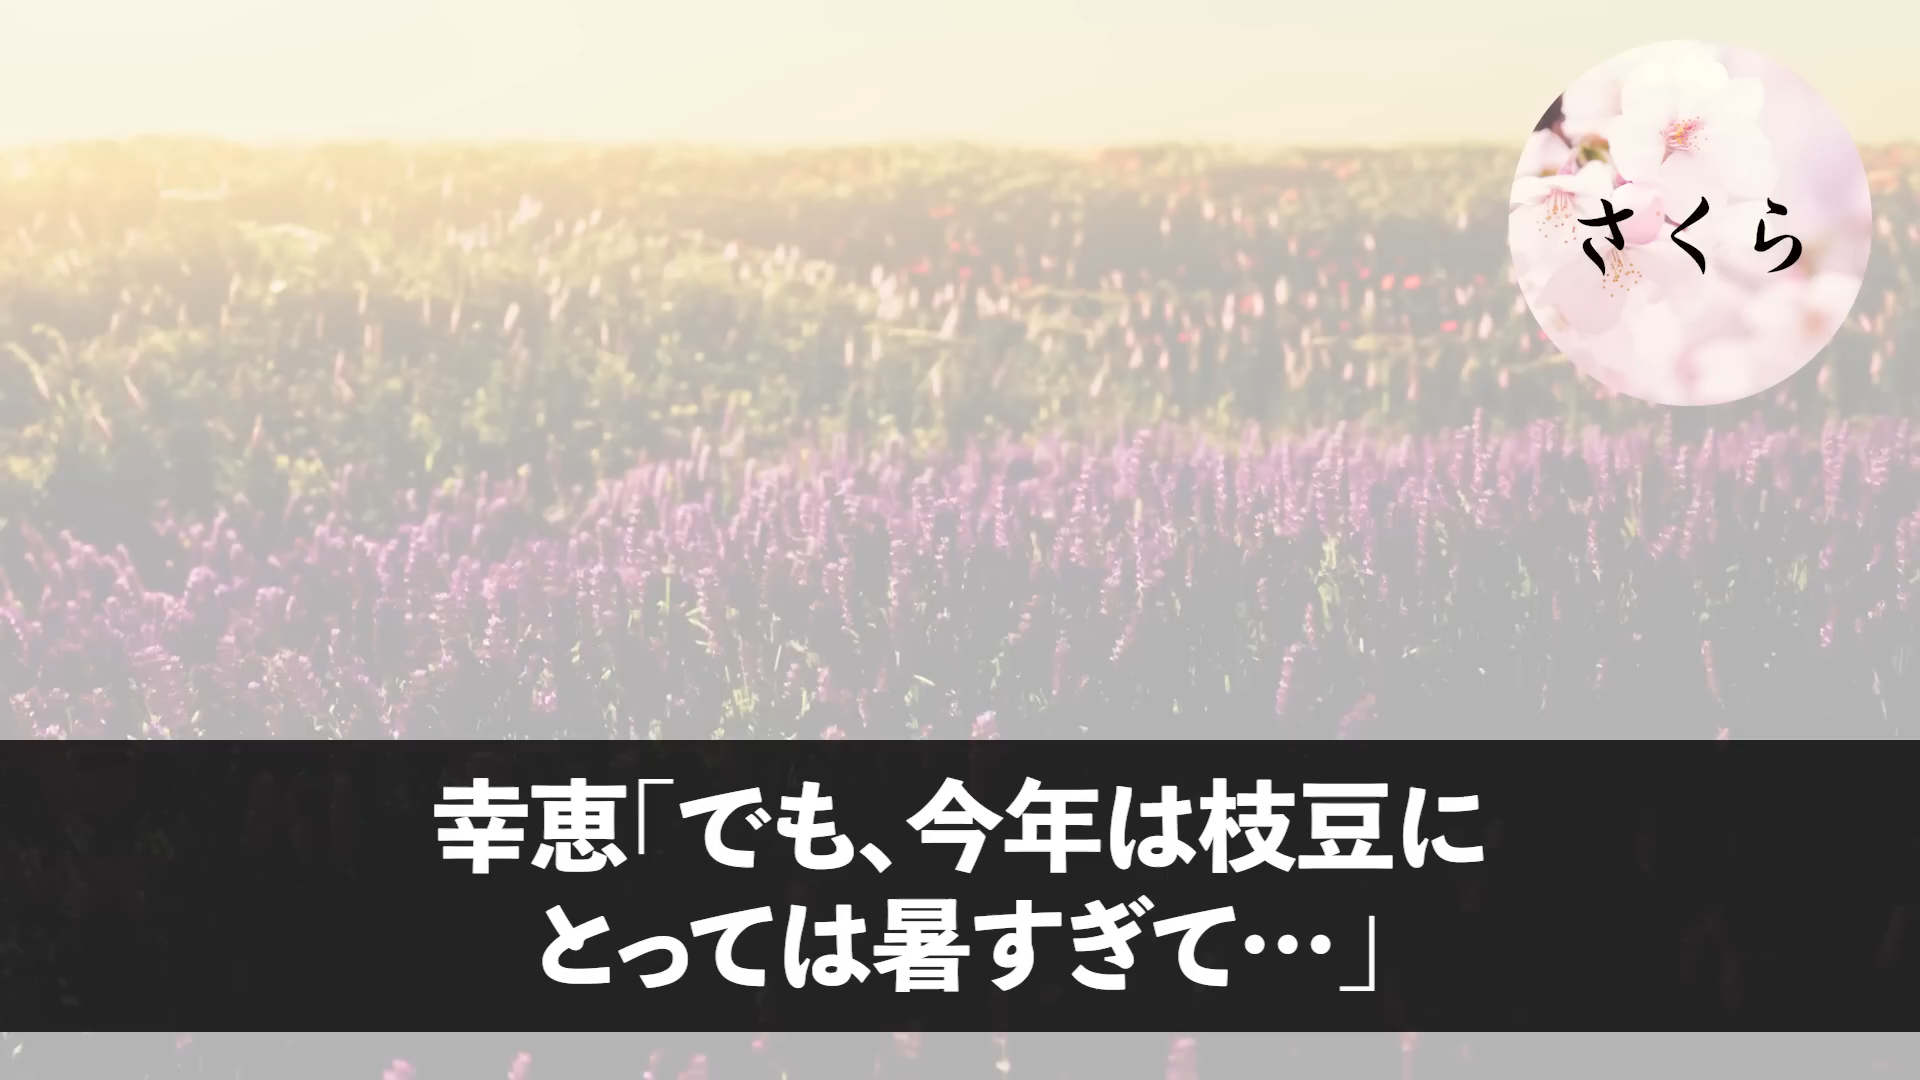 さくら
幸恵「でも、今年は枝豆に
とっては暑すぎて…」